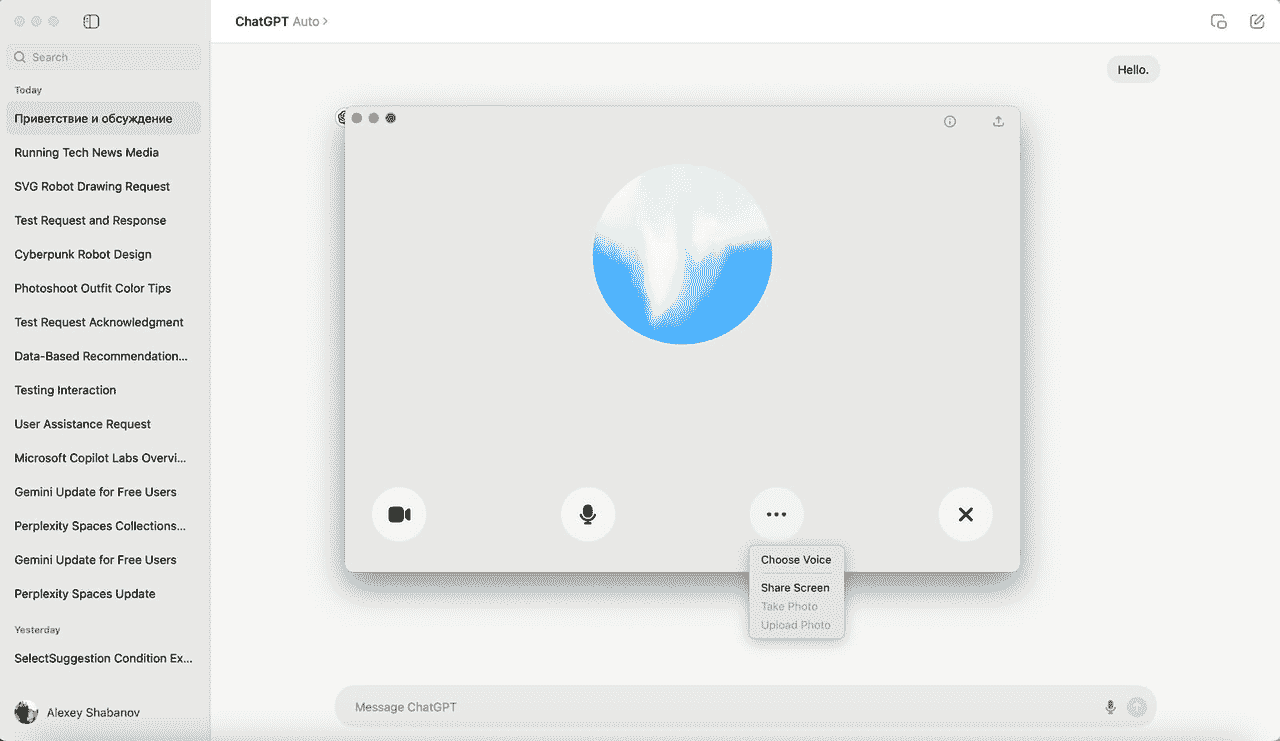 ChatGPT Auto >
Search
Today
Приветствие и обсуждение
Running Tech News Media
SVG Robot Drawing Request
Test Request and Response
Cyberpunk Robot Design
Photoshoot Outfit Color Tips
Test Request Acknowledgment
Data-Based Recommendation...
Testing Interaction
User Assistance Request
Microsoft Copilot Labs Overvi...
Gemini Update for Free Users
Perplexity Spaces Collections...
Gemini Update for Free Users
Perplexity Spaces Update
Yesterday
SelectSuggestion Condition Ex...
Alexey Shabanov
Hello.
Choose Voice
Share Screen
Take Photo
Upload Photo
Message ChatGPT